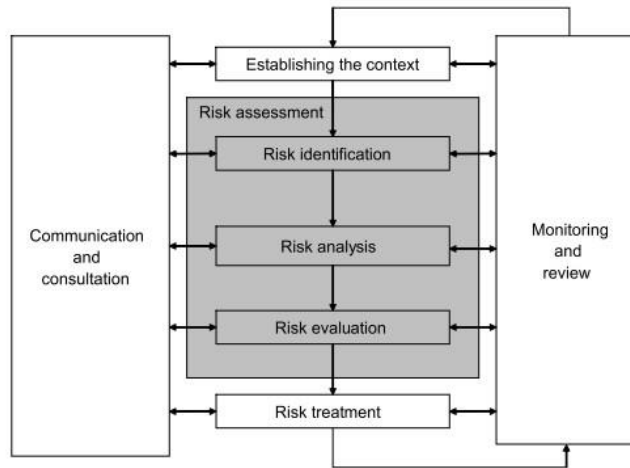 Establishing the context
Risk assessment
Risk identification
Communication
and
consultation
Risk analysis
Monitoring
and
review
Risk evaluation
Risk treatment